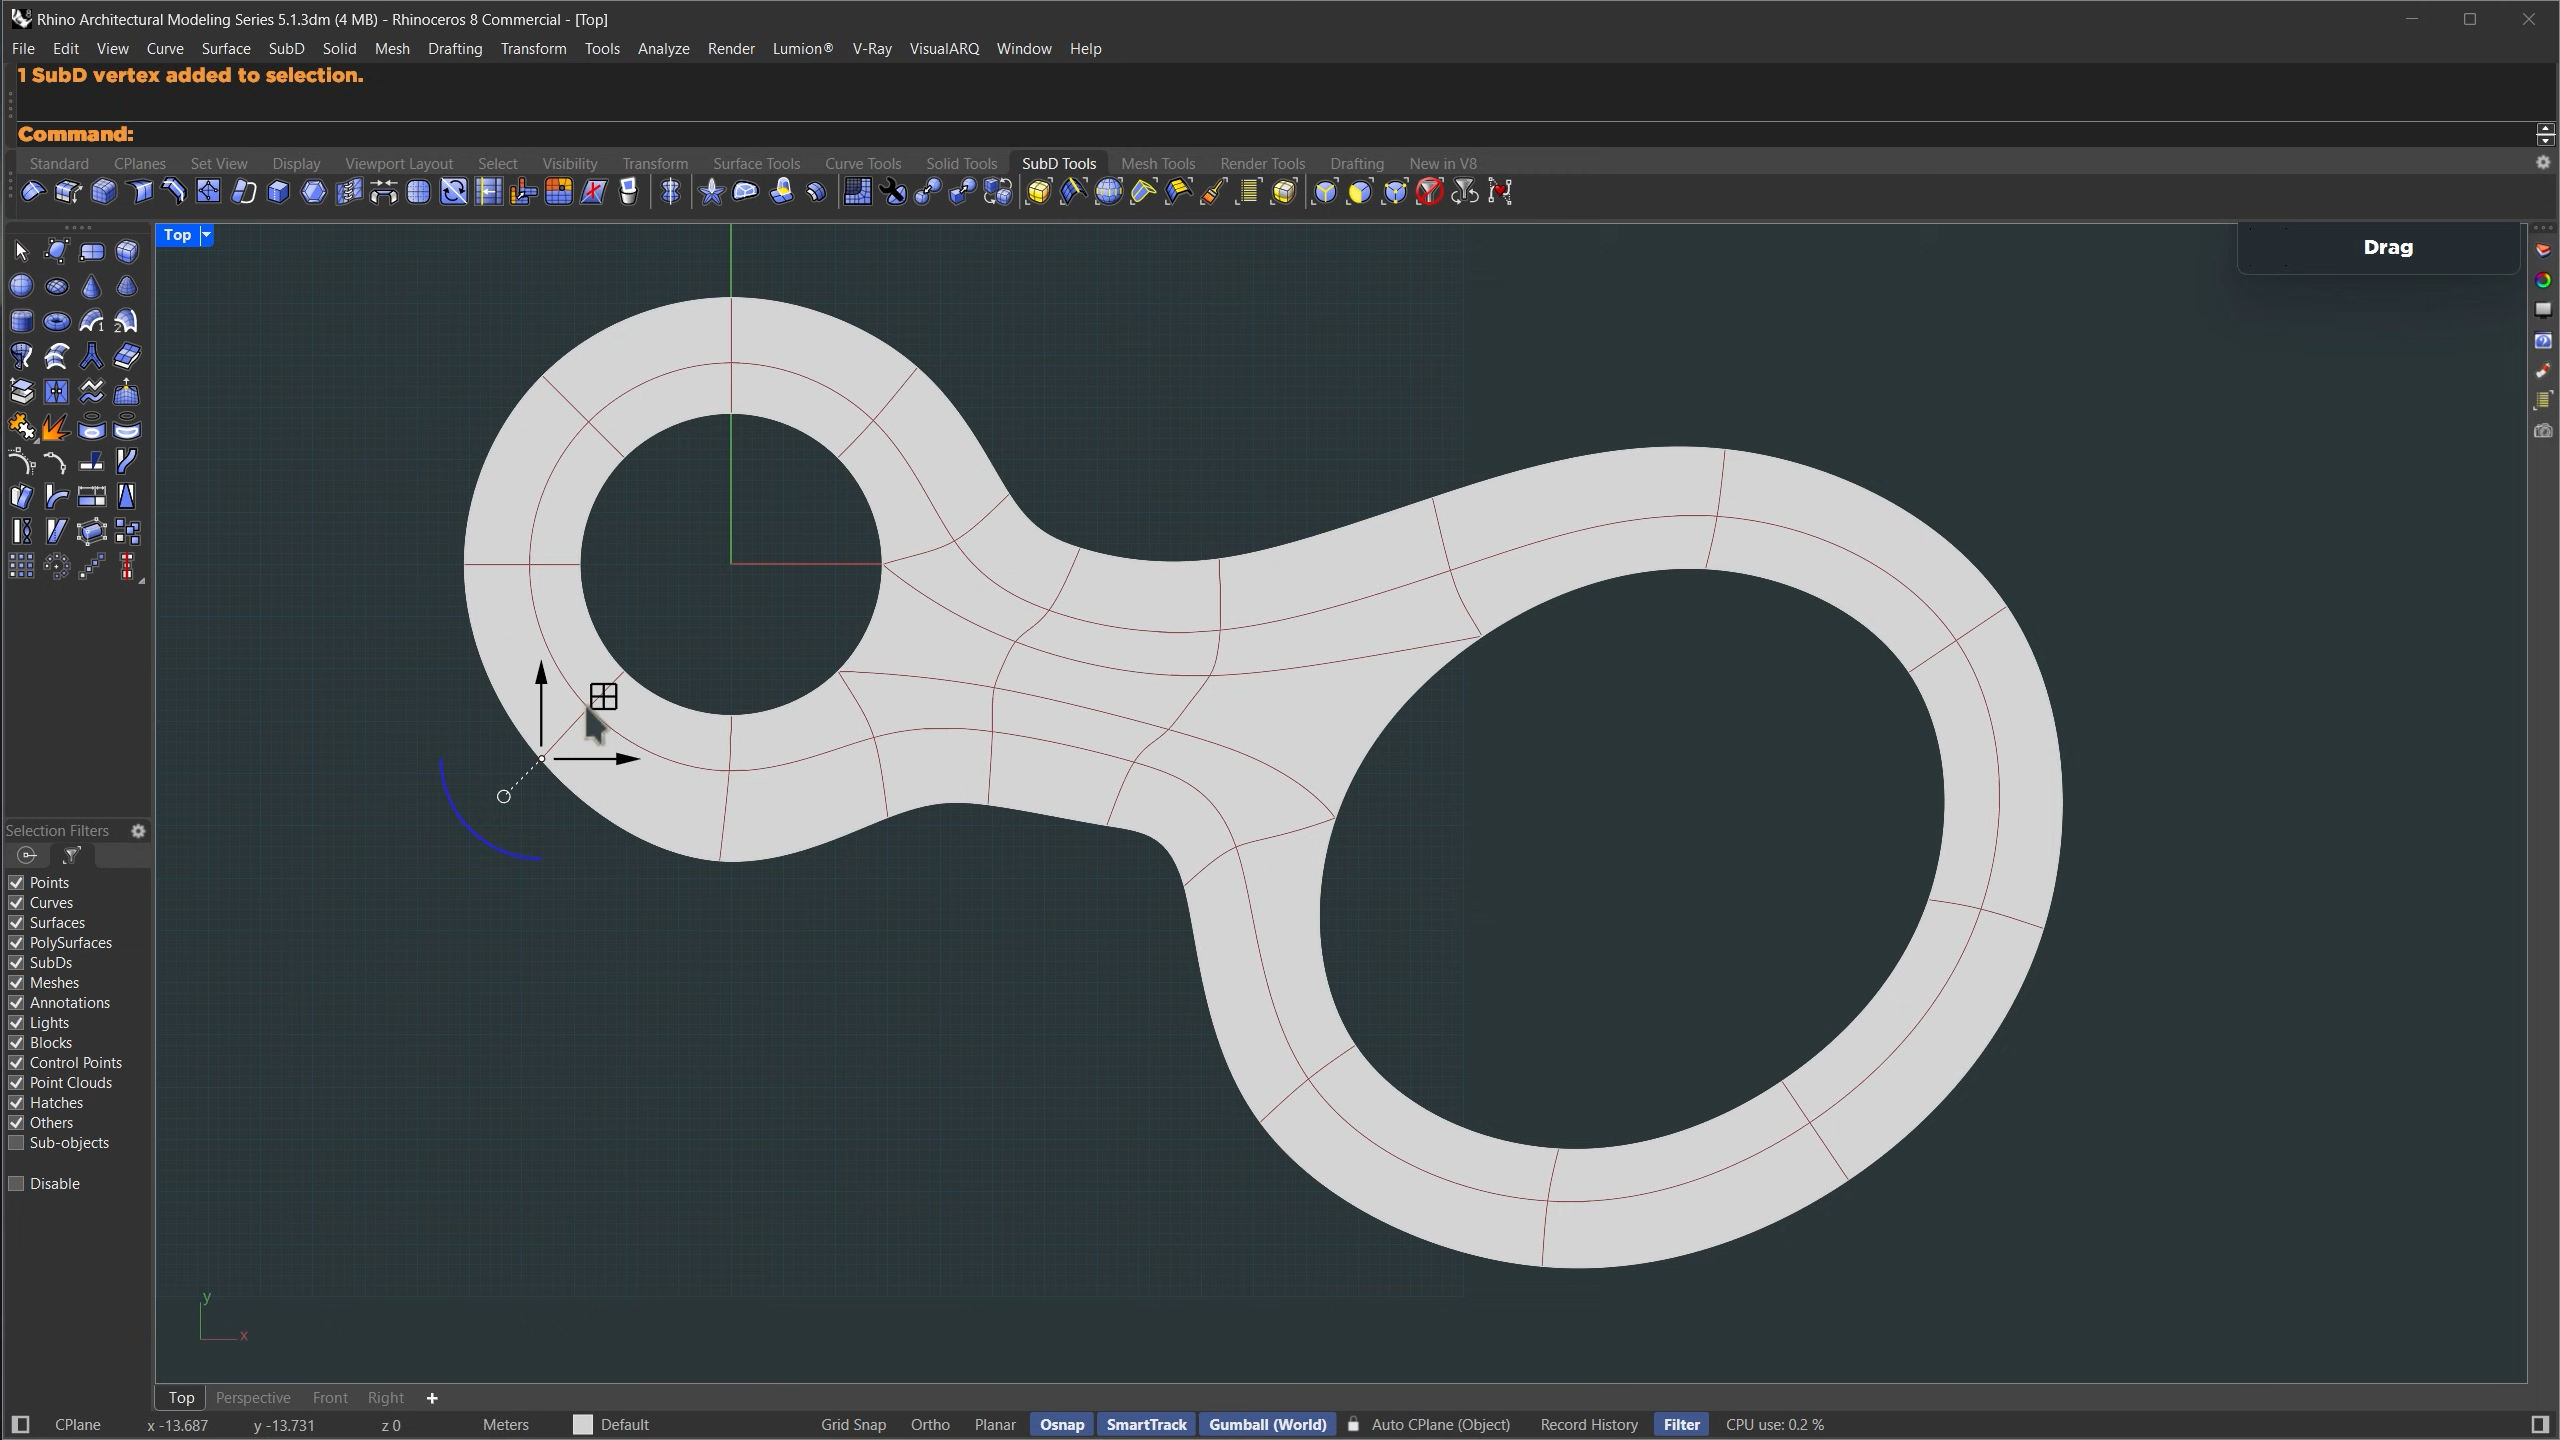 Rhino Architectural Modeling Series 5.1.3dm (4 MB) - Rhinoceros 8 Commercial - [Top]
File Edit View Curve Surface SubD Solid Mesh Drafting Transform Tools Analyze Render Lumion® V-Ray VisualARQ Window Help
1 SubD vertex added to selection.
Command:
Standard CPlanes Set View Display Viewport Layout Select Visibility Transform Surface Tools Curve Tools Solid Tools SubD Tools Mesh Tools Render Tools Drafting New in V8
Top
Drag
1
2
Selection Filters
Points
Curves
Surfaces
PolySurfaces
SubDs
Meshes
Annotations
Lights
Blocks
Control Points
Point Clouds
Hatches
Others
Sub-objects
Disable
y
x
Top Perspective Front Right
CPlane x -13.687 y -13.731 z 0 Meters Default Grid Snap Ortho Planar Osnap SmartTrack Gumball (World) Auto CPlane (Object) Record History Filter CPU use: 0.2 %